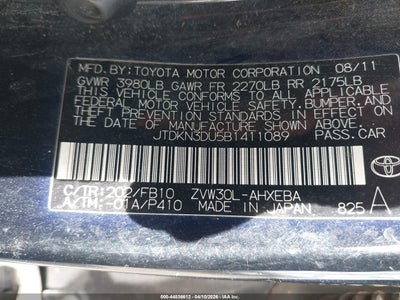 MFD. BY: TOYOTA MOTOR CORPORATION 08/11
GVWR 3980LB GAWR FR 2270LB RR 2175LB
THIS VEHICLE CONFORMS TO ALL APPLICABLE
FEDERAL MOTOR VEHICLE SAFETY, BUMPER, AND
THEFT PREVENTION STANDARDS IN EFFECT ON
THE DATE OF MANUFACTURE SHOWN ABOVE.
JTDKN3DU5B1411089 PASS. CAR
C/TR: 202/FB10 ZVW30L-AHXEBA
A/TM: -01A/P410 MADE IN JAPAN 825 A
TOYOTA
000-44838612 - 04/10/2026 -